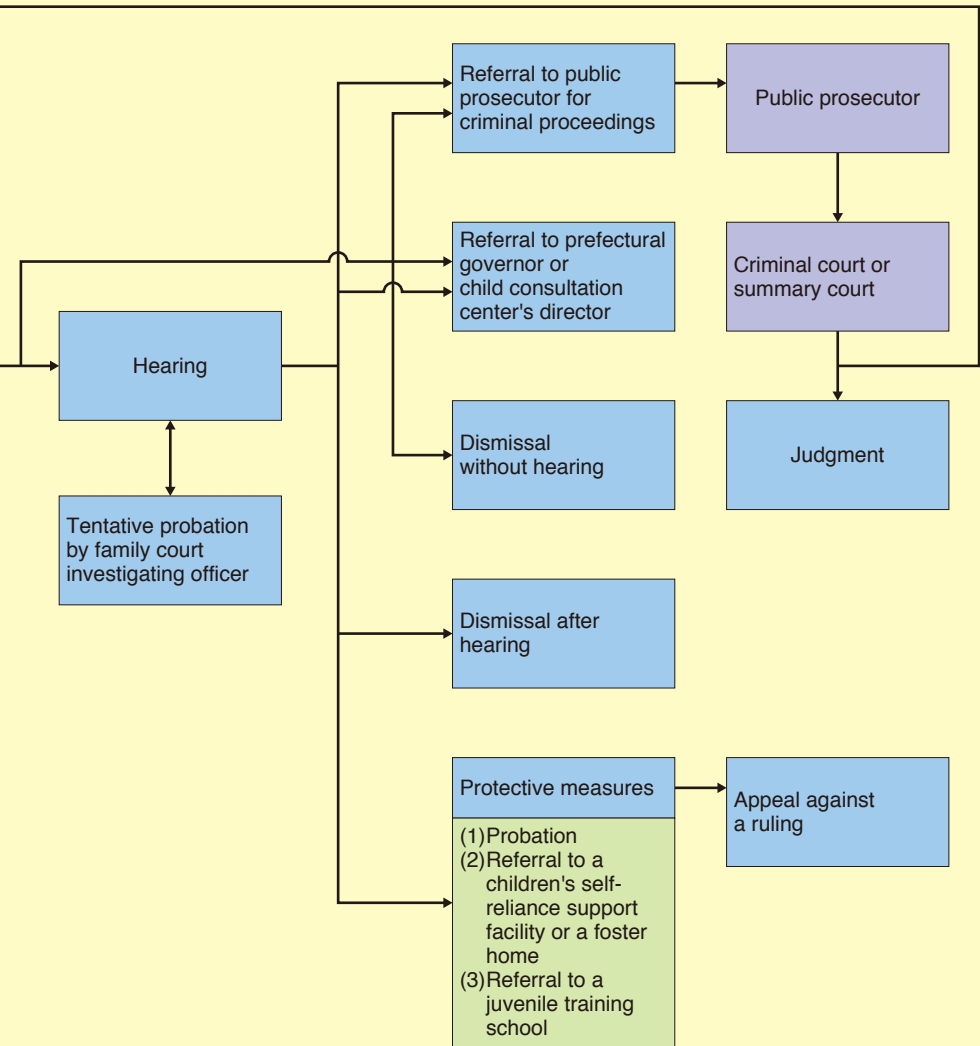 Referral to public
prosecutor for
criminal proceedings
Public prosecutor
Referral to prefectural
governor or
child consultation
center's director
Criminal court or
summary court
Hearing
Dismissal
without hearing
Judgment
Tentative probation
by family court
investigating officer
Dismissal after
hearing
Protective measures
Appeal against
a ruling
(1)Probation
(2)Referral to a
children's self-
reliance support
facility or a foster
home
(3)Referral to a
juvenile training
school